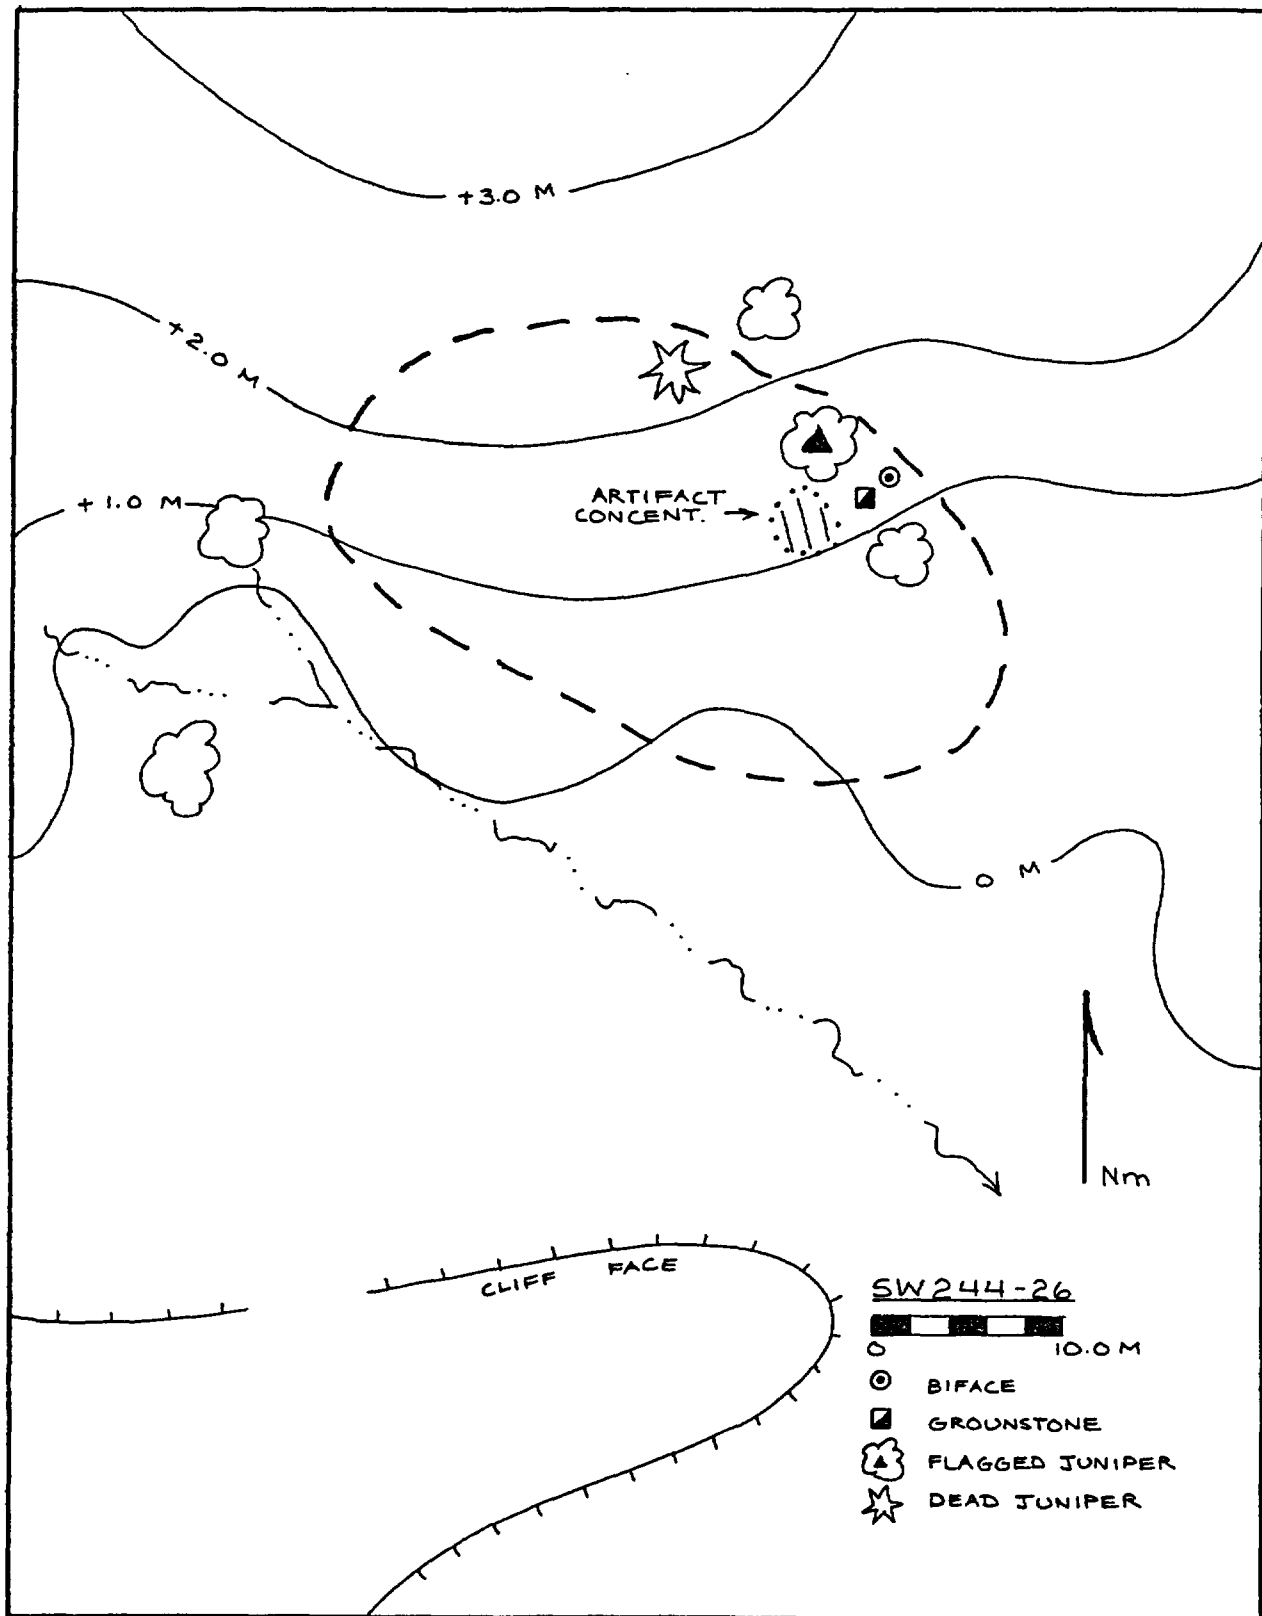 +3.0 M
+2.0 M
+1.0 M
ARTIFACT
CONCENT.
0 M
Nm
CLIFF FACE
SW244-26
0 10.0 M
BIFACE
GROUNSTONE
FLAGGED JUNIPER
DEAD JUNIPER